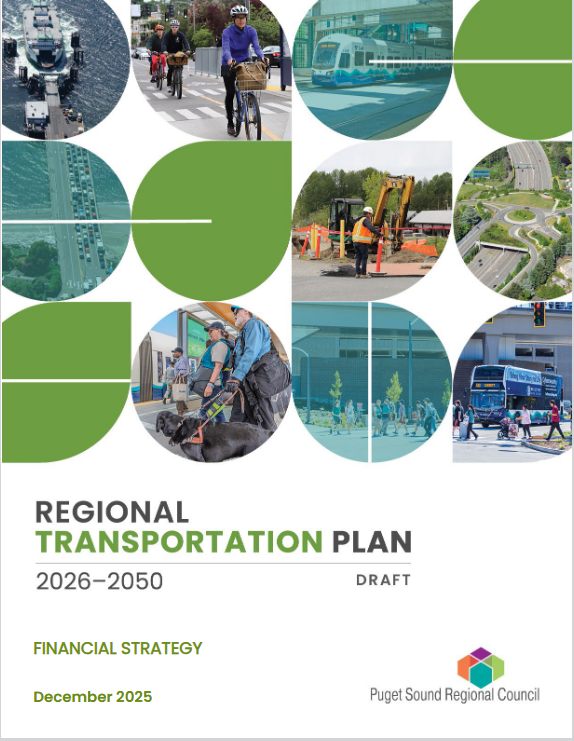 REGIONAL
TRANSPORTATION PLAN
2026–2050
DRAFT
FINANCIAL STRATEGY
December 2025
Puget Sound Regional Council